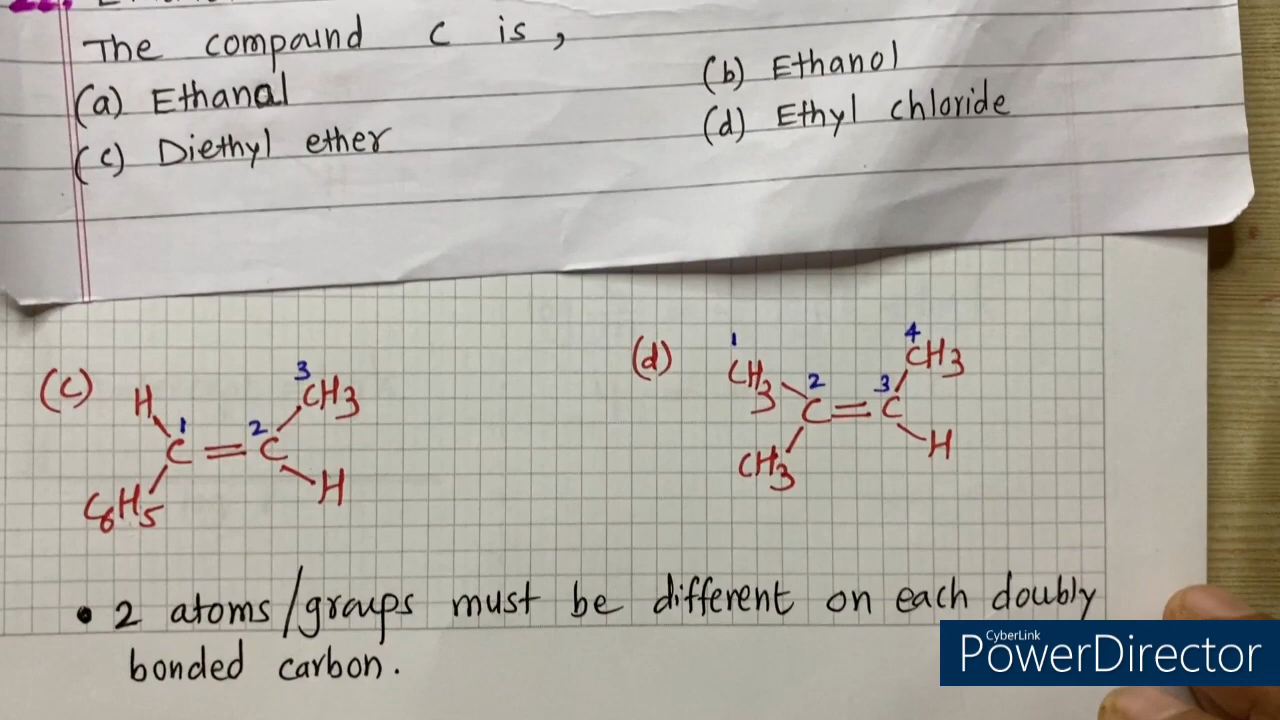 The compound C is,
(a) Ethanal (b) Ethanol
(c) Diethyl ether (d) Ethyl chloride
(c) (d)
H 1 C = 2 C 3 CH3 H C6H5
1 CH3 2 C = 3 C 4 CH3 H CH3
• 2 atoms/groups must be different on each doubly
bonded carbon.
CyberLink
PowerDirector